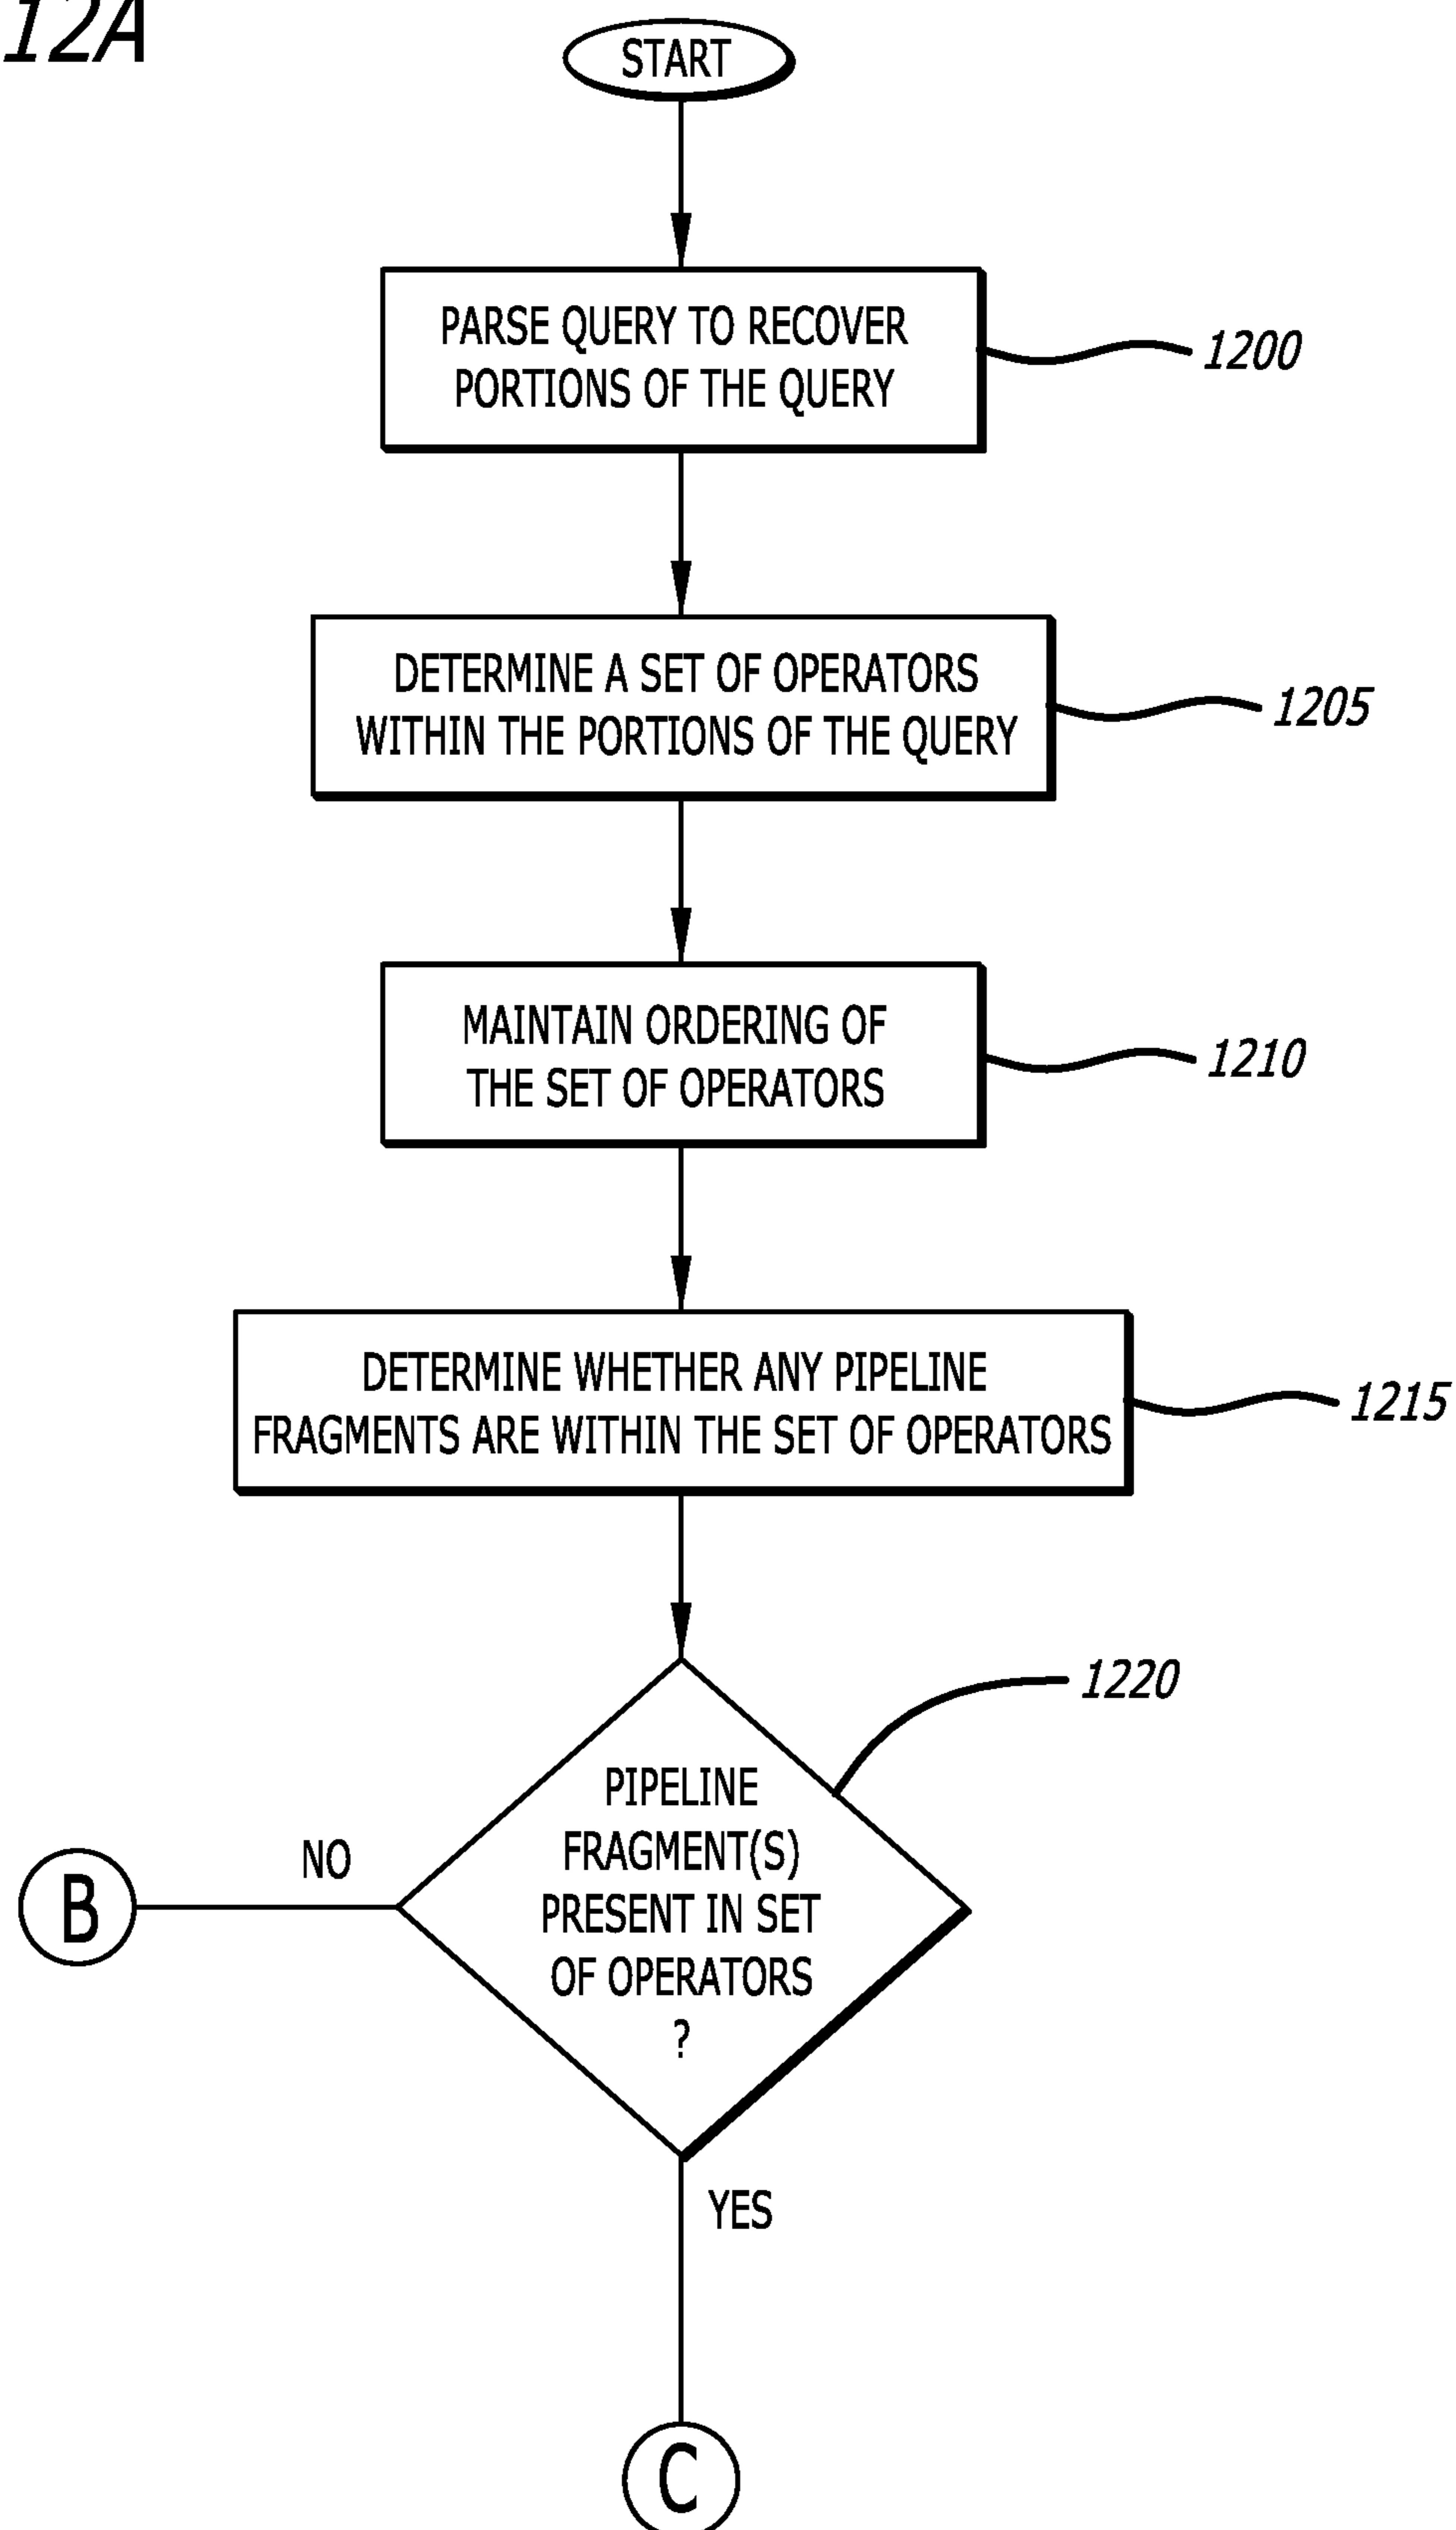 12A
START
PARSE QUERY TO RECOVER
PORTIONS OF THE QUERY
1200
DETERMINE A SET OF OPERATORS
WITHIN THE PORTIONS OF THE QUERY
1205
MAINTAIN ORDERING OF
THE SET OF OPERATORS
1210
DETERMINE WHETHER ANY PIPELINE
FRAGMENTS ARE WITHIN THE SET OF OPERATORS
1215
1220
PIPELINE
FRAGMENT(S)
PRESENT IN SET
OF OPERATORS
?
NO
B
YES
C